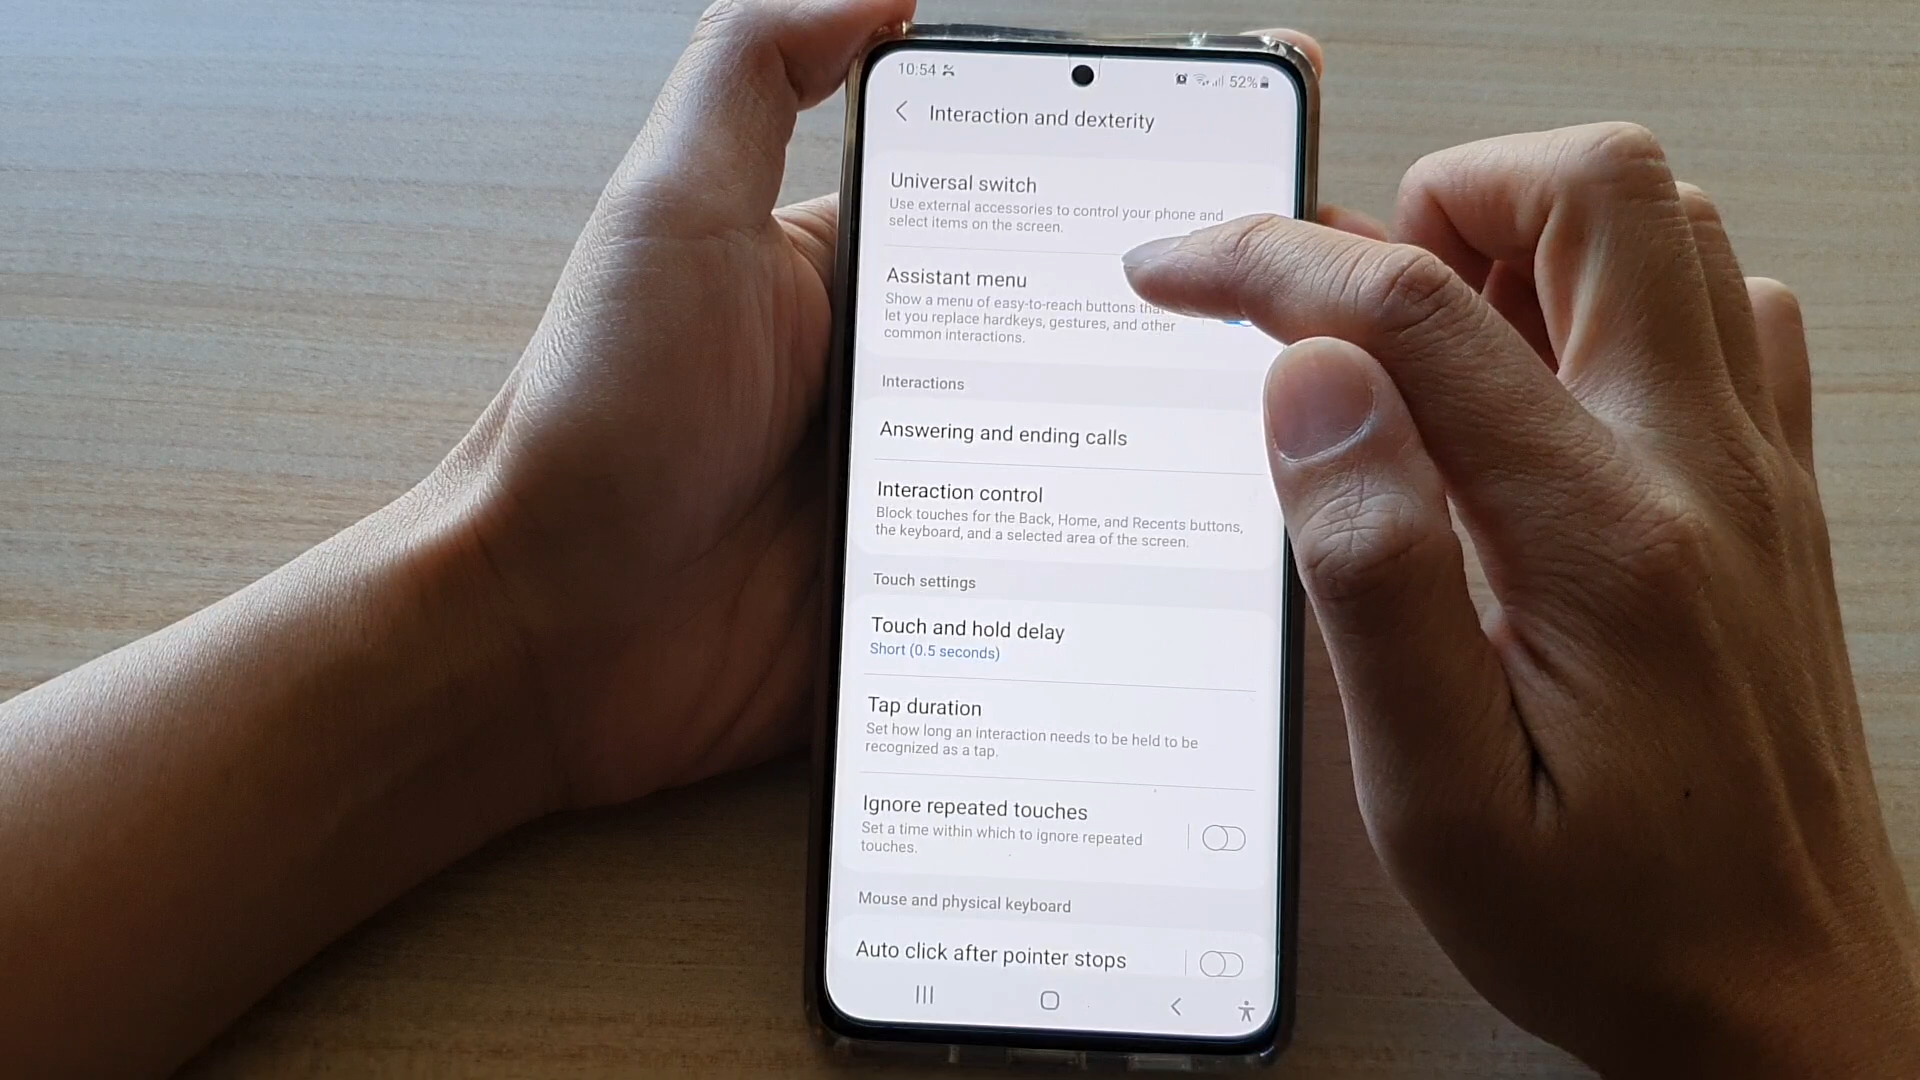 10:54
52%
Interaction and dexterity
Universal switch
Use external accessories to control your phone and
select items on the screen.
Assistant menu
Show a menu of easy-to-reach buttons that
let you replace hardkeys, gestures, and other
common interactions.
Interactions
Answering and ending calls
Interaction control
Block touches for the Back, Home, and Recents buttons,
the keyboard, and a selected area of the screen.
Touch settings
Touch and hold delay
Short (0.5 seconds)
Tap duration
Set how long an interaction needs to be held to be
recognized as a tap.
Ignore repeated touches
Set a time within which to ignore repeated
touches.
Mouse and physical keyboard
Auto click after pointer stops